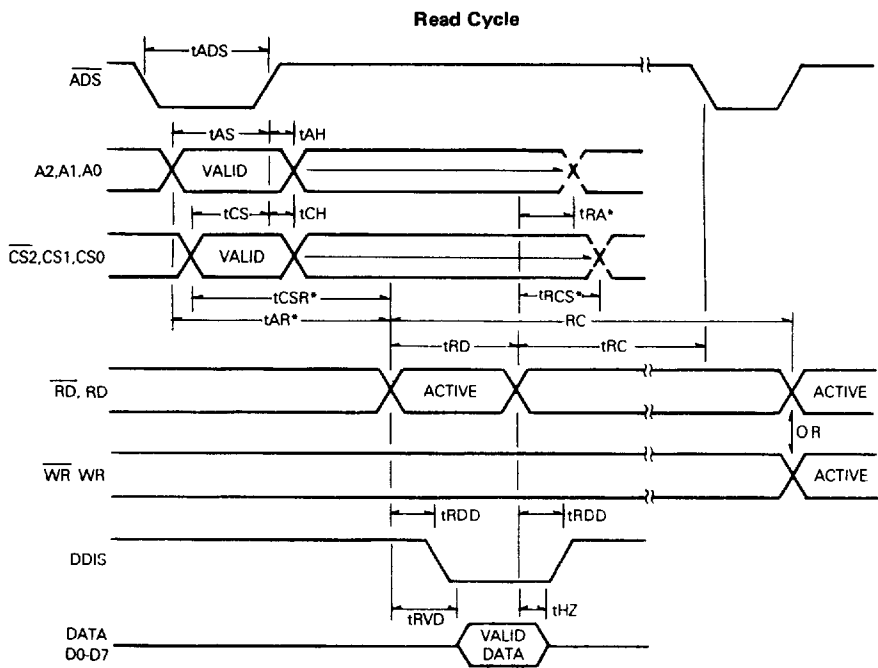 Read Cycle
tADS
ADS
tAS tAH
A2,A1,A0 VALID X
tCS tCH tRA*
CS2,CS1,CS0 VALID X
tCSR* tRCS*
tAR* RC
tRD tRC
RD, RD ACTIVE ACTIVE
OR
WR WR ACTIVE
tRDD tRDD
DDIS
tRVD tHZ
DATA
D0-D7
VALID
DATA